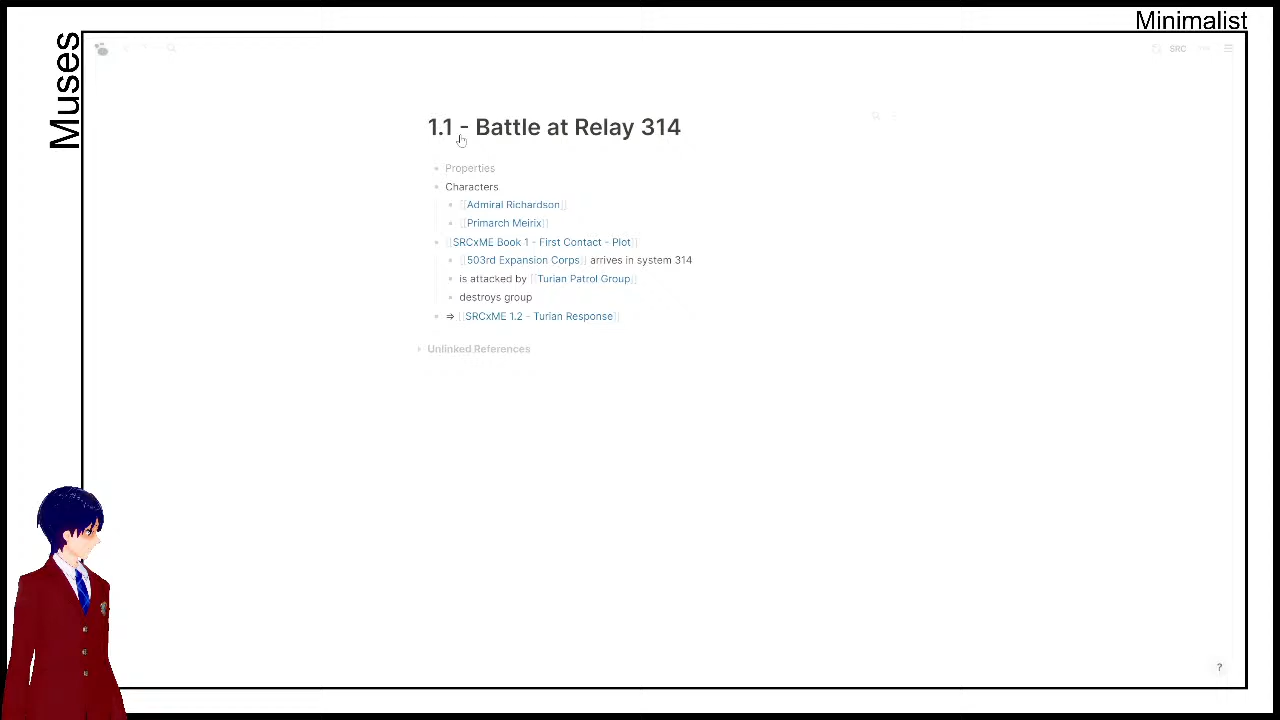 Minimalist
Muses
SRC
1.1 - Battle at Relay 314
Properties
Characters
[[Admiral Richardson]]
[[Primarch Meirix]]
[[SRCxME Book 1 - First Contact - Plot]]
[[503rd Expansion Corps]] arrives in system 314
is attacked by [[Turian Patrol Group]]
destroys group
⇒ [[SRCxME 1.2 - Turian Response]]
Unlinked References
?